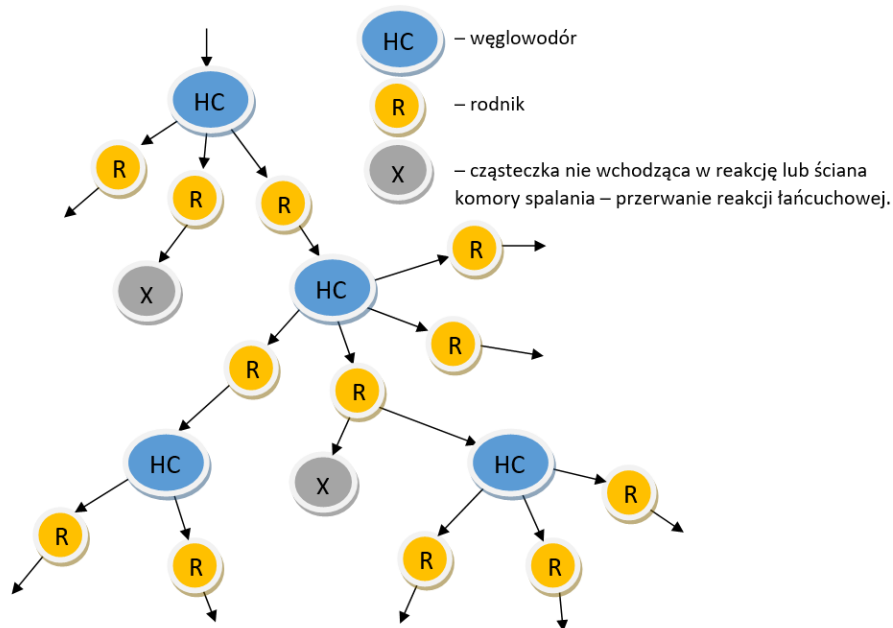 HC – węglowodór
HC
R – rodnik
R
R
R
X – cząsteczka nie wchodząca w reakcję lub ściana
komory spalania – przerwanie reakcji łańcuchowej.
R
X
HC
R
R
R
HC
HC
X
R
R
R
R
R